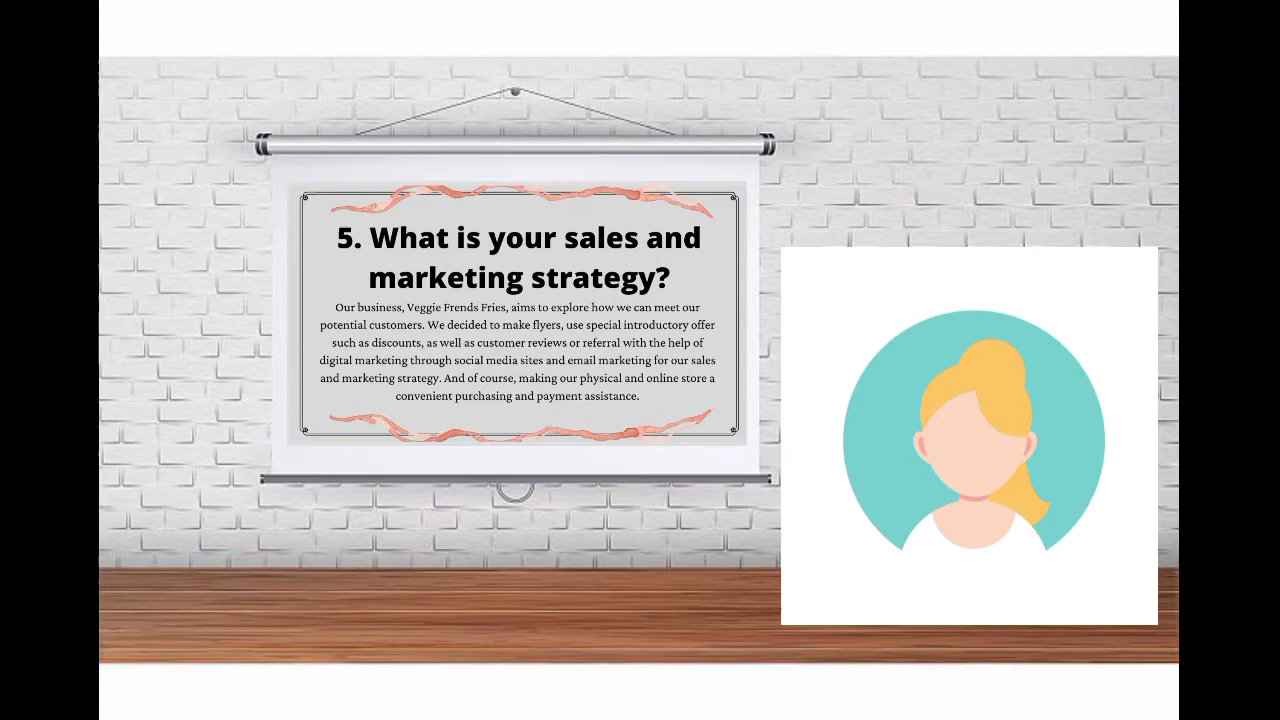 5. What is your sales and
marketing strategy?
Our business, Veggie Frends Fries, aims to explore how we can meet our
potential customers. We decided to make flyers, use special introductory offer
such as discounts, as well as customer reviews or referral with the help of
digital marketing through social media sites and email marketing for our sales
and marketing strategy. And of course, making our physical and online store a
convenient purchasing and payment assistance.